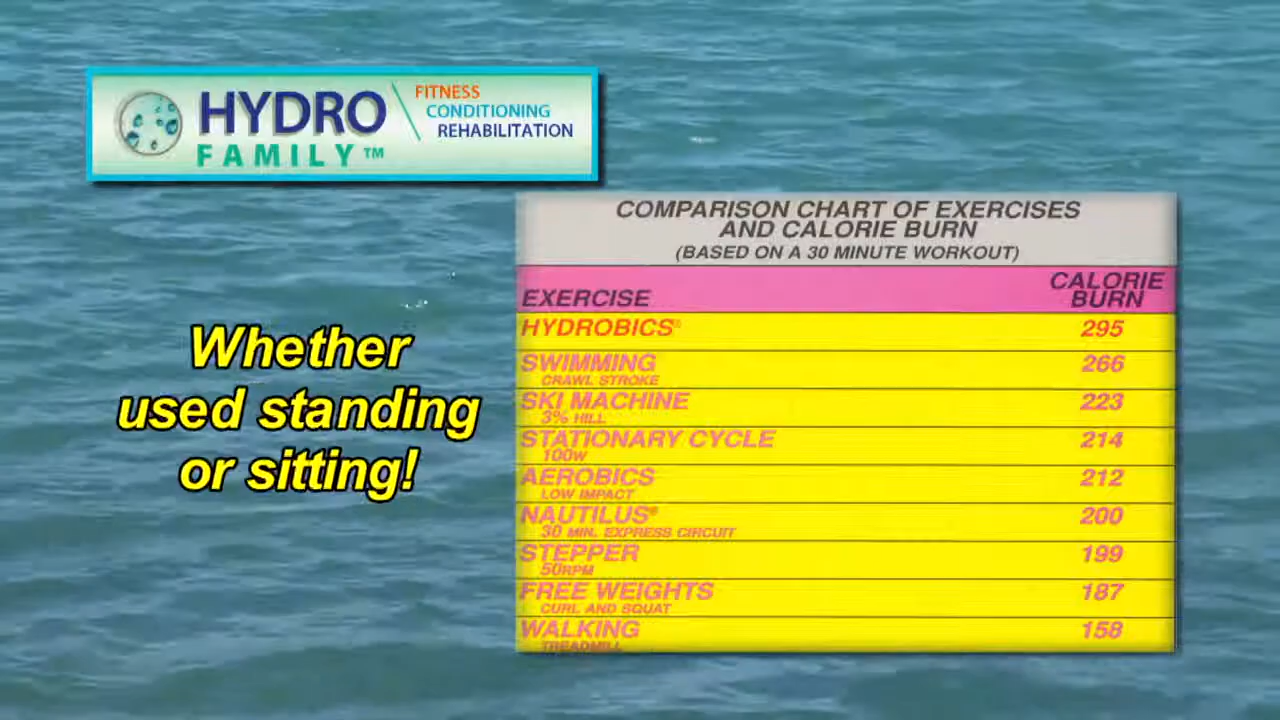 HYDRO
FAMILY™
FITNESS
CONDITIONING
REHABILITATION
Whether
used standing
or sitting!
COMPARISON CHART OF EXERCISES
AND CALORIE BURN
(BASED ON A 30 MINUTE WORKOUT)
EXERCISE CALORIE BURN
HYDROBICS® 295
SWIMMING 266
CRAWL STROKE
SKI MACHINE 223
3% HILL
STATIONARY CYCLE 214
100W
AEROBICS 212
LOW IMPACT
NAUTILUS® 200
30 MIN. EXPRESS CIRCUIT
STEPPER 199
50RPM
FREE WEIGHTS 187
CURL AND SQUAT
WALKING 158
TREADMILL